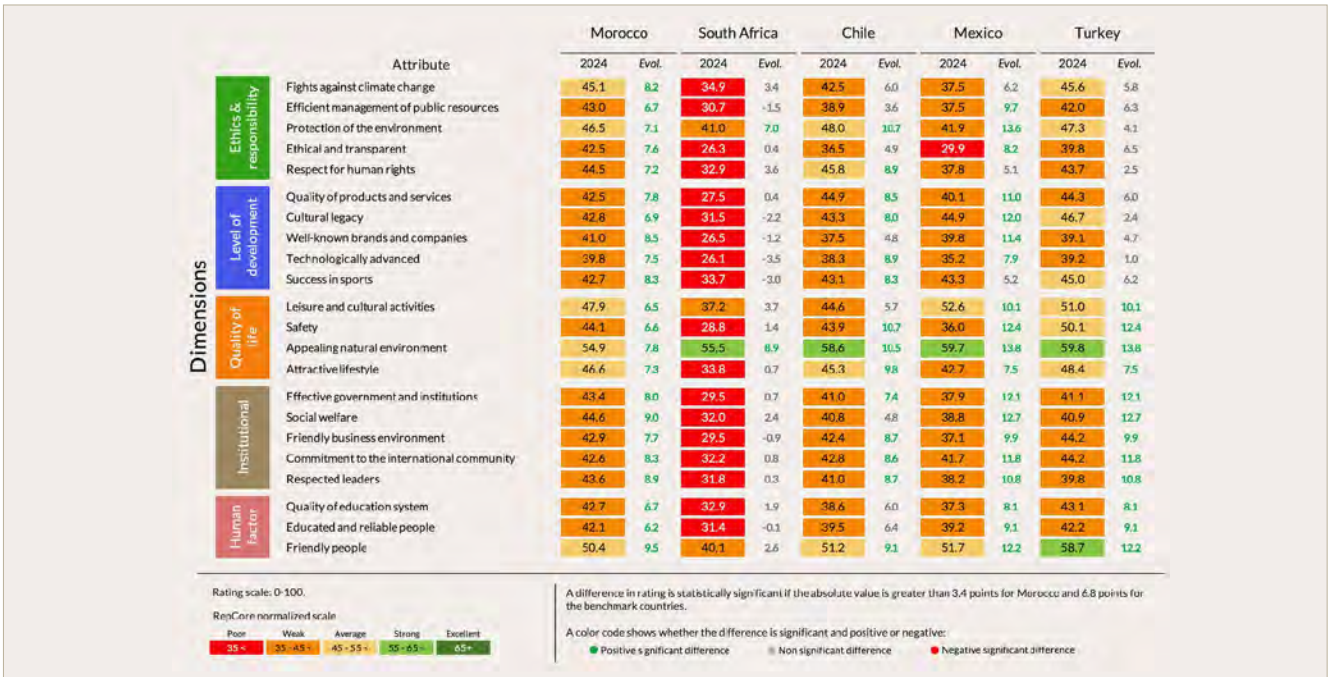 Morocco South Africa Chile Mexico Turkey
Attribute 2024 Evol. 2024 Evol. 2024 Evol. 2024 Evol. 2024 Evol.
Dimensions
Ethics & responsibility
Fights against climate change 45.1 8.2 34.9 3.4 42.5 6.0 37.5 6.2 45.6 5.8
Efficient management of public resources 43.0 6.7 30.7 -1.5 38.9 3.6 37.5 9.7 42.0 6.3
Protection of the environment 46.5 7.1 41.0 7.0 48.0 10.7 41.9 13.6 47.3 4.1
Ethical and transparent 42.5 7.6 26.3 0.4 36.5 4.9 29.9 8.2 39.8 6.5
Respect for human rights 44.5 7.2 32.9 3.6 45.8 8.9 37.8 5.1 43.7 2.5
Level of development
Quality of products and services 42.5 7.8 27.5 0.4 44.9 8.5 40.1 11.0 44.3 6.0
Cultural legacy 42.8 6.9 31.5 -2.2 43.3 8.0 44.9 12.0 46.7 2.4
Well-known brands and companies 41.0 8.5 26.5 -1.2 37.5 4.8 39.8 11.4 39.1 4.7
Technologically advanced 39.8 7.5 26.1 -3.5 38.3 8.9 35.2 7.9 39.2 1.0
Success in sports 42.7 8.3 33.7 -3.0 43.1 8.3 43.3 5.2 45.0 6.2
Quality of life
Leisure and cultural activities 47.9 6.5 37.2 3.7 44.6 5.7 52.6 10.1 51.0 10.1
Safety 44.1 6.6 28.8 1.4 43.9 10.7 36.0 12.4 50.1 12.4
Appealing natural environment 54.9 7.8 55.5 8.9 58.6 10.5 59.7 13.8 59.8 13.8
Attractive lifestyle 46.6 7.3 33.8 0.7 45.3 9.8 42.7 7.5 48.4 7.5
Institutional
Effective government and institutions 43.4 8.0 29.5 0.7 41.0 7.4 37.9 12.1 41.1 12.1
Social welfare 44.6 9.0 32.0 2.4 40.8 4.8 38.8 12.7 40.9 12.7
Friendly business environment 42.9 7.7 29.5 -0.9 42.4 8.7 37.1 9.9 44.2 9.9
Commitment to the international community 42.6 8.3 32.2 0.8 42.8 8.6 41.7 11.8 44.2 11.8
Respected leaders 43.6 8.9 31.8 0.3 41.0 8.7 38.2 10.8 39.8 10.8
Human factor
Quality of education system 42.7 6.7 32.9 1.9 38.6 6.0 37.3 8.1 43.1 8.1
Educated and reliable people 42.1 6.2 31.4 -0.1 39.5 6.4 39.2 9.1 42.2 9.1
Friendly people 50.4 9.5 40.1 2.6 51.2 9.1 51.7 12.2 58.7 12.2
Rating scale: 0-100.
RepCore normalized scale
Poor Weak Average Strong Excellent
35 < 35 - 45 < 45 - 55 < 55 - 65 < 65+
A difference in rating is statistically significant if the absolute value is greater than 3.4 points for Morocco and 6.8 points for
the benchmark countries.
A color code shows whether the difference is significant and positive or negative:
Positive significant difference Non significant difference Negative significant difference